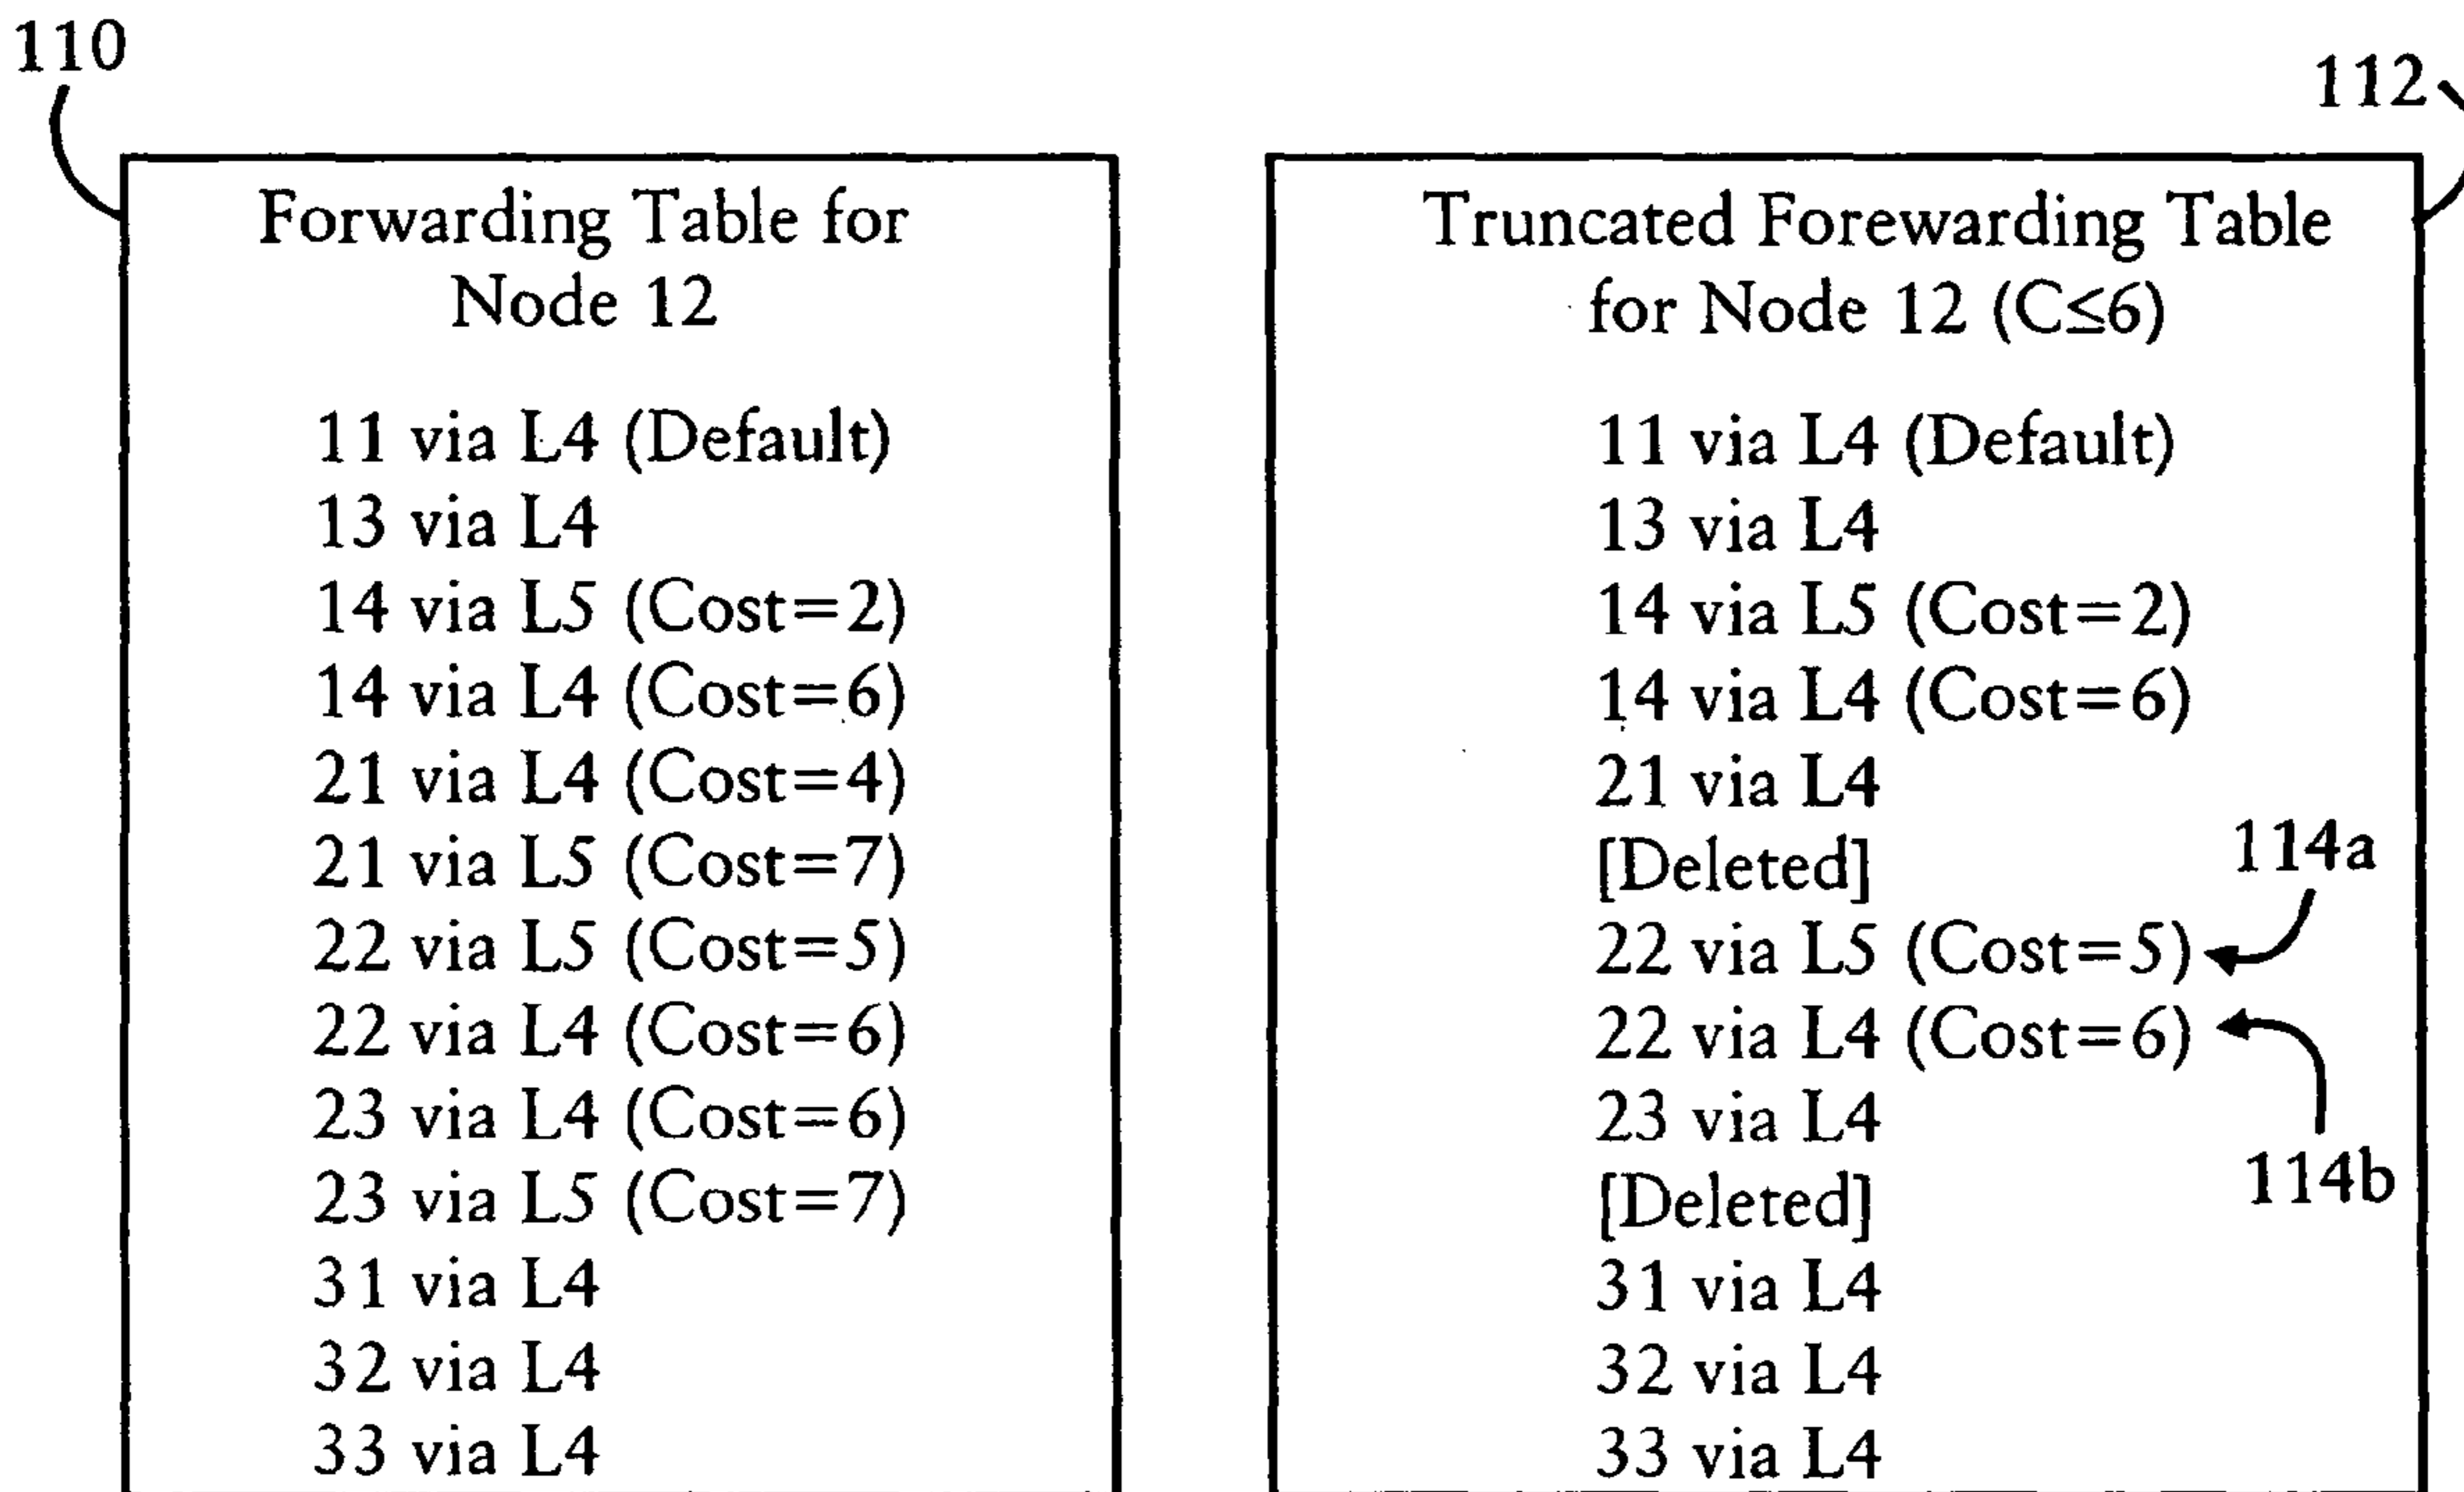 110
112
Forwarding Table for
Node 12
11 via L4 (Default)
13 via L4
14 via L5 (Cost=2)
14 via L4 (Cost=6)
21 via L4 (Cost=4)
21 via L5 (Cost=7)
22 via L5 (Cost=5)
22 via L4 (Cost=6)
23 via L4 (Cost=6)
23 via L5 (Cost=7)
31 via L4
32 via L4
33 via L4
Truncated Forewarding Table
for Node 12 (C≤6)
11 via L4 (Default)
13 via L4
14 via L5 (Cost=2)
14 via L4 (Cost=6)
21 via L4
[Deleted]
22 via L5 (Cost=5)
22 via L4 (Cost=6)
23 via L4
[Deleted]
31 via L4
32 via L4
33 via L4
114a
114b